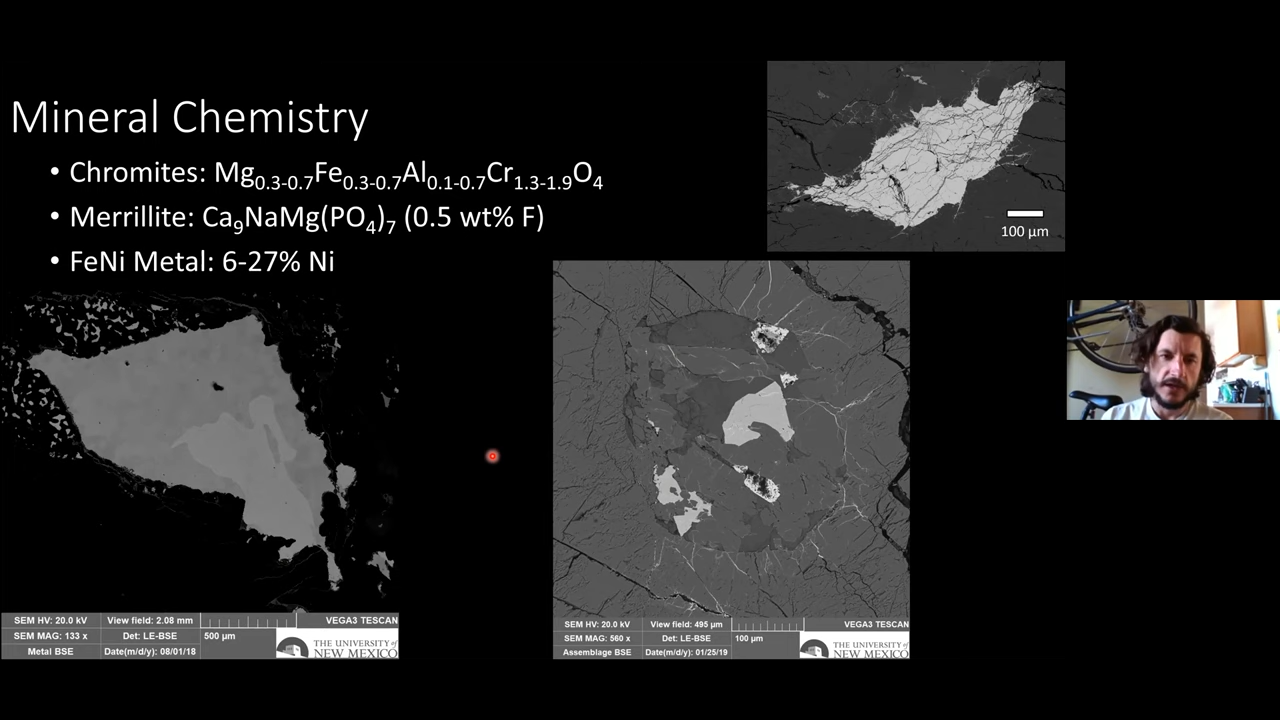 Mineral Chemistry
• Chromites: Mg0.3-0.7Fe0.3-0.7Al0.1-0.7Cr1.3-1.9O4
• Merrillite: Ca9NaMg(PO4)7 (0.5 wt% F)
• FeNi Metal: 6-27% Ni
100 µm
SEM HV: 20.0 kV View field: 2.08 mm VEGA3 TESCAN
SEM MAG: 133 x Det: LE-BSE 500 µm
Metal BSE Date(m/d/y): 08/01/18
THE UNIVERSITY of
NEW MEXICO
SEM HV: 20.0 kV View field: 495 µm VEGA3 TESCAN
SEM MAG: 560 x Det: LE-BSE 100 µm
Assemblage BSE Date(m/d/y): 01/25/19
THE UNIVERSITY of
NEW MEXICO